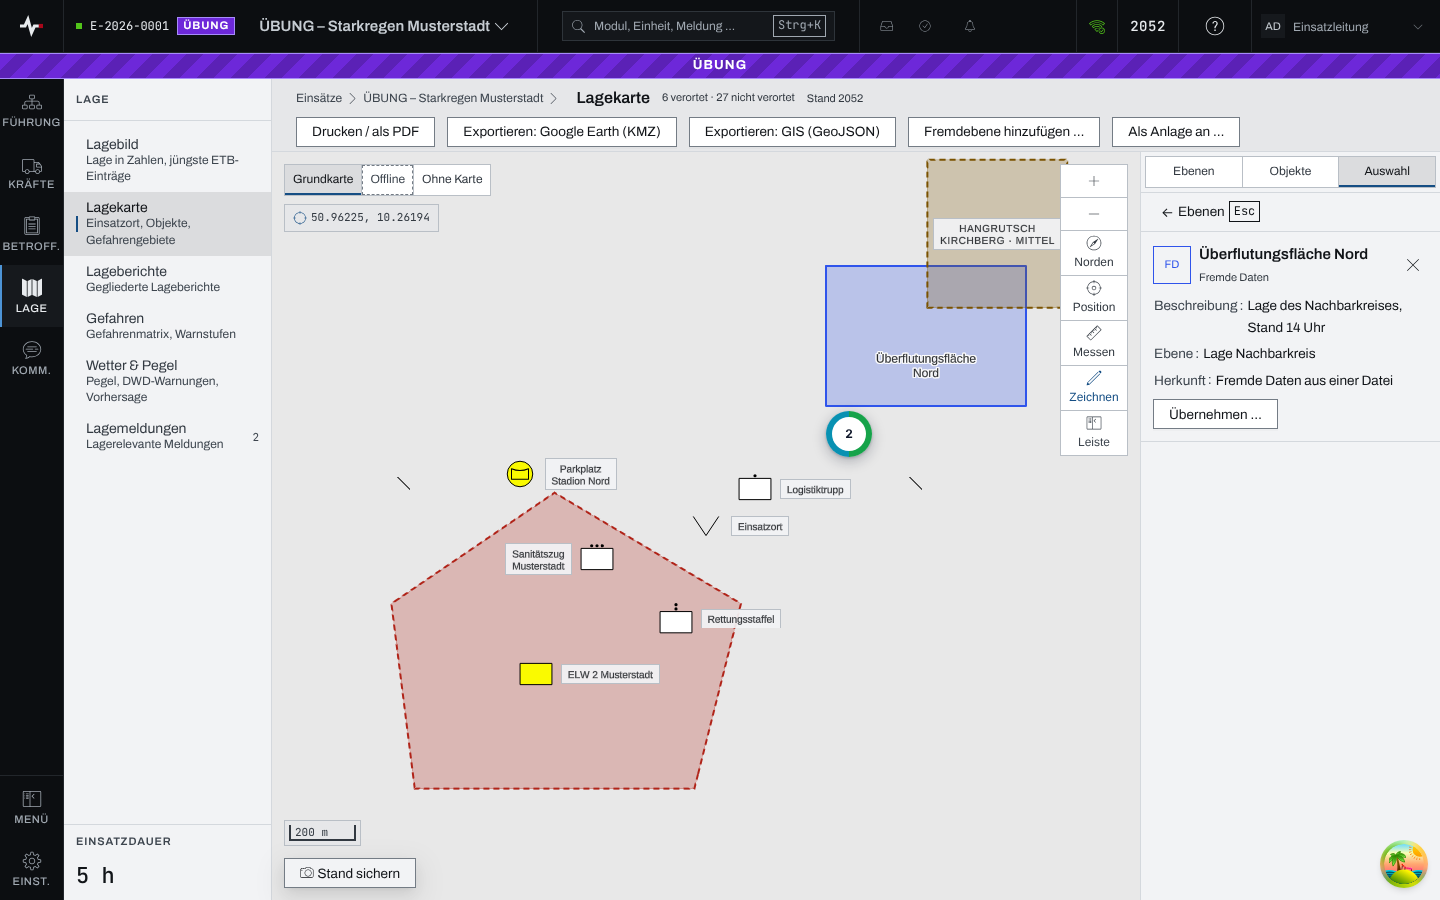 E-2026-0001 ÜBUNG ÜBUNG – Starkregen Musterstadt Modul, Einheit, Meldung ... Strg+K 2052 AD Einsatzleitung
ÜBUNG
FÜHRUNG
KRÄFTE
BETROFF.
LAGE
KOMM.
MENÜ
EINST.
LAGE
Lagebild
Lage in Zahlen, jüngste ETB-
Einträge
Lagekarte
Einsatzort, Objekte,
Gefahrengebiete
Lageberichte
Gegliederte Lageberichte
Gefahren
Gefahrenmatrix, Warnstufen
Wetter & Pegel
Pegel, DWD-Warnungen,
Vorhersage
Lagemeldungen
Lagerelevante Meldungen 2
EINSATZDAUER
5 h
Einsätze ÜBUNG – Starkregen Musterstadt Lagekarte 6 verortet · 27 nicht verortet Stand 2052
Drucken / als PDF Exportieren: Google Earth (KMZ) Exportieren: GIS (GeoJSON) Fremdebene hinzufügen ... Als Anlage an ...
Grundkarte Offline Ohne Karte
50.96225, 10.26194
HANGRUTSCH
KIRCHBERG · MITTEL
Überflutungsfläche
Nord
2
Parkplatz
Stadion Nord
Logistiktrupp
Einsatzort
Sanitätszug
Musterstadt
Rettungsstaffel
ELW 2 Musterstadt
200 m
Stand sichern
+
−
Norden
Position
Messen
Zeichnen
Leiste
Ebenen Objekte Auswahl
← Ebenen Esc
FD Überflutungsfläche Nord
Fremde Daten
Beschreibung : Lage des Nachbarkreises,
Stand 14 Uhr
Ebene : Lage Nachbarkreis
Herkunft : Fremde Daten aus einer Datei
Übernehmen ...